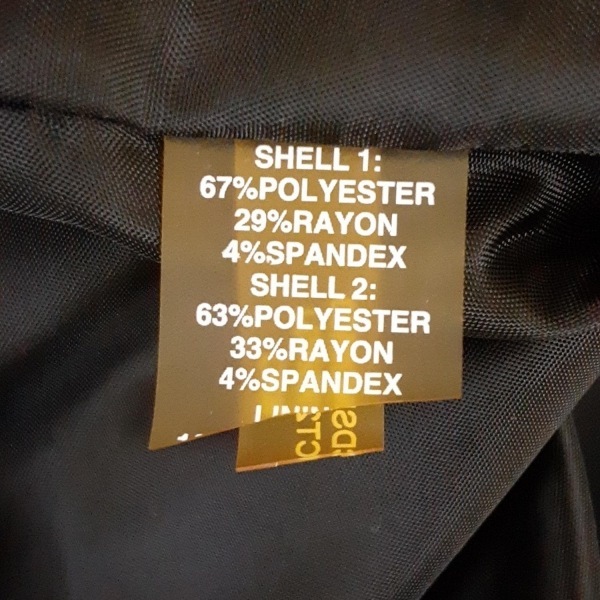 SHELL 1:
67%POLYESTER
29%RAYON
4%SPANDEX
SHELL 2:
63%POLYESTER
33%RAYON
4%SPANDEX